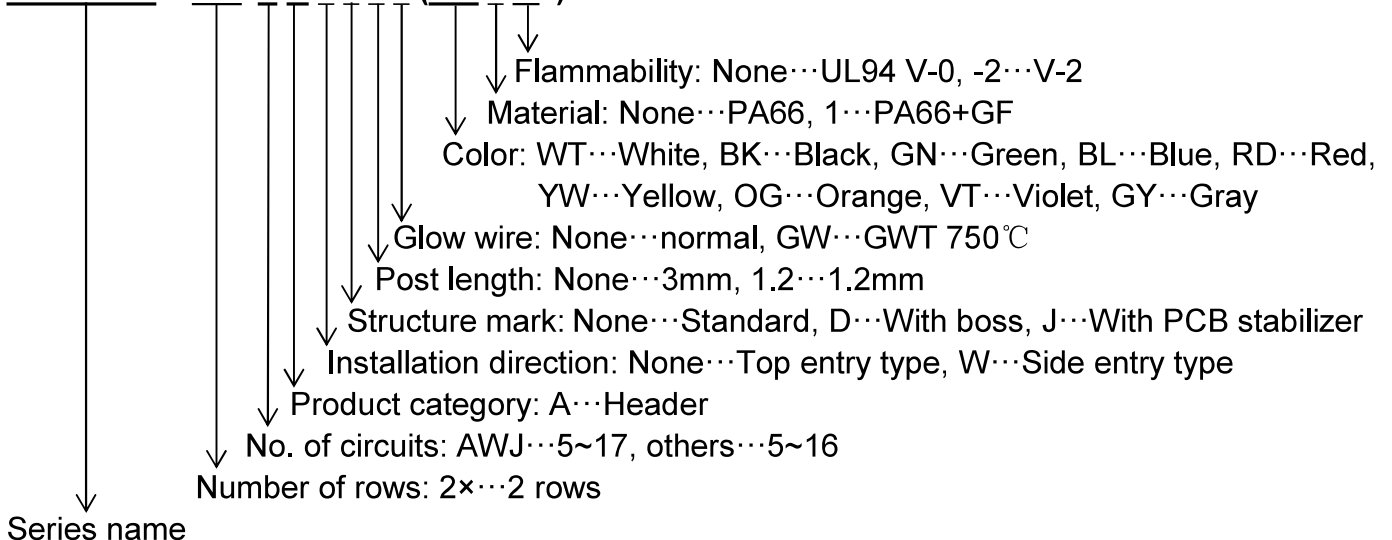 Flammability: None···UL94 V-0, -2···V-2
Material: None···PA66, 1···PA66+GF
Color: WT···White, BK···Black, GN···Green, BL···Blue, RD···Red,
YW···Yellow, OG···Orange, VT···Violet, GY···Gray
Glow wire: None···normal, GW···GWT 750℃
Post length: None···3mm, 1.2···1.2mm
Structure mark: None···Standard, D···With boss, J···With PCB stabilizer
Installation direction: None···Top entry type, W···Side entry type
Product category: A···Header
No. of circuits: AWJ···5~17, others···5~16
Number of rows: 2×···2 rows
Series name